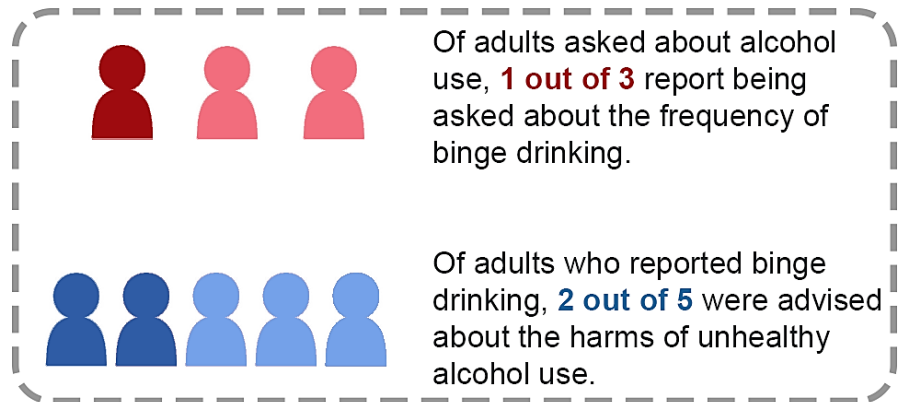 Of adults asked about alcohol
use, 1 out of 3 report being
asked about the frequency of
binge drinking.
Of adults who reported binge
drinking, 2 out of 5 were advised
about the harms of unhealthy
alcohol use.